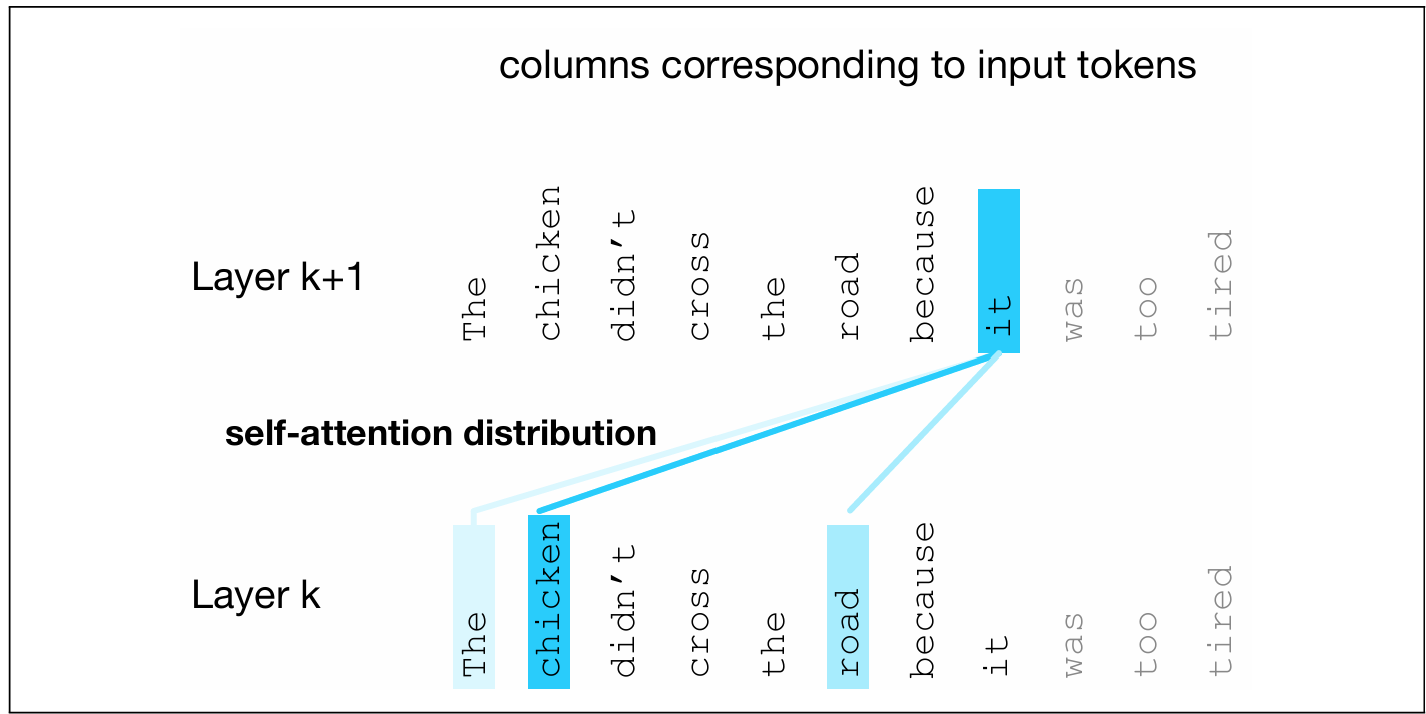 columns corresponding to input tokens
Layer k+1
The
chicken
didn’t
cross
the
road
because
it
was
too
tired
self-attention distribution
Layer k
The
chicken
didn’t
cross
the
road
because
it
was
too
tired